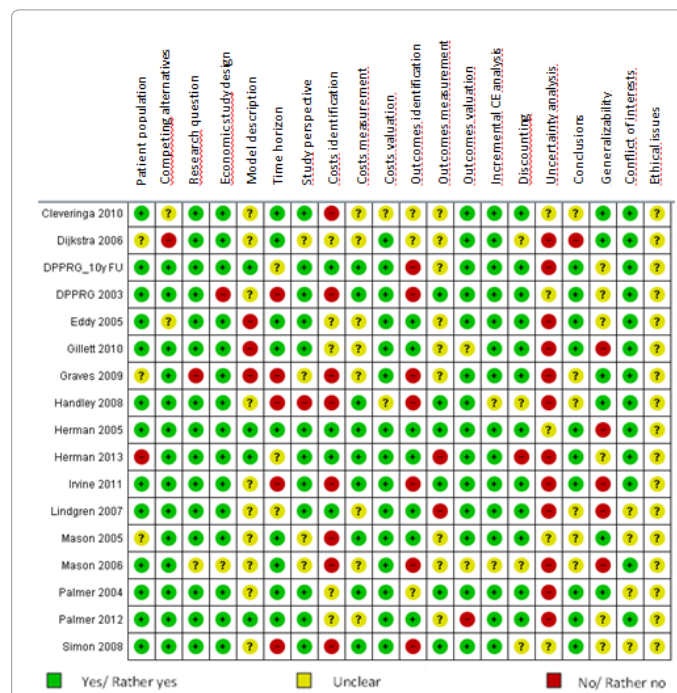 Patient population
Competing alternatives
Research question
Economic study design
Model description
Time horizon
Study perspective
Costs identification
Costs measurement
Costs valuation
Outcomes identification
Outcomes measurement
Outcomes valuation
Incremental CE analysis
Discounting
Uncertainty analysis
Conclusions
Generalizability
Conflict of interests
Ethical issues
Cleveringa 2010 + ? + + ? + + - ? ? ? ? + + + ? ? + + ?
Dijkstra 2006 ? - + + ? + ? ? ? + ? ? + + ? - - + + ?
DPPRG_10y FU + + + + + ? + + + + - ? + + + - + ? + ?
DPPRG 2003 + + + - ? - + - + + - + + + + ? + ? + ?
Eddy 2005 + ? + + - + + ? ? + + ? + + + - + ? + ?
Gillett 2010 + + + + - + + ? ? + + ? ? + + - + - + ?
Graves 2009 ? + - + - - ? - ? + - ? + + + - ? + + ?
Handley 2008 + + + + ? - - - + ? - + + ? ? - ? + + ?
Herman 2005 + + + + + + + + + + + + + + + ? + - + ?
Herman 2013 - + + + + ? + + + + + - + + - - + ? + ?
Irvine 2011 + + + + ? - + - + + - + + + + - + - + ?
Lindgren 2007 + + + + ? ? + + ? + + - + + + - ? - ? ?
Mason 2005 ? + + + ? + ? - + + + ? + + + ? + + + ?
Mason 2006 + + ? ? ? + ? - ? + - ? ? ? ? - ? - + ?
Palmer 2004 + + + + ? + + ? + + ? + + + + - + + ? ?
Palmer 2012 + + + + + + + ? ? + + ? - + + - + ? + ?
Simon 2008 + + + + ? - + - + + - + + + ? ? + ? ? ?
Yes/ Rather yes Unclear No/ Rather no